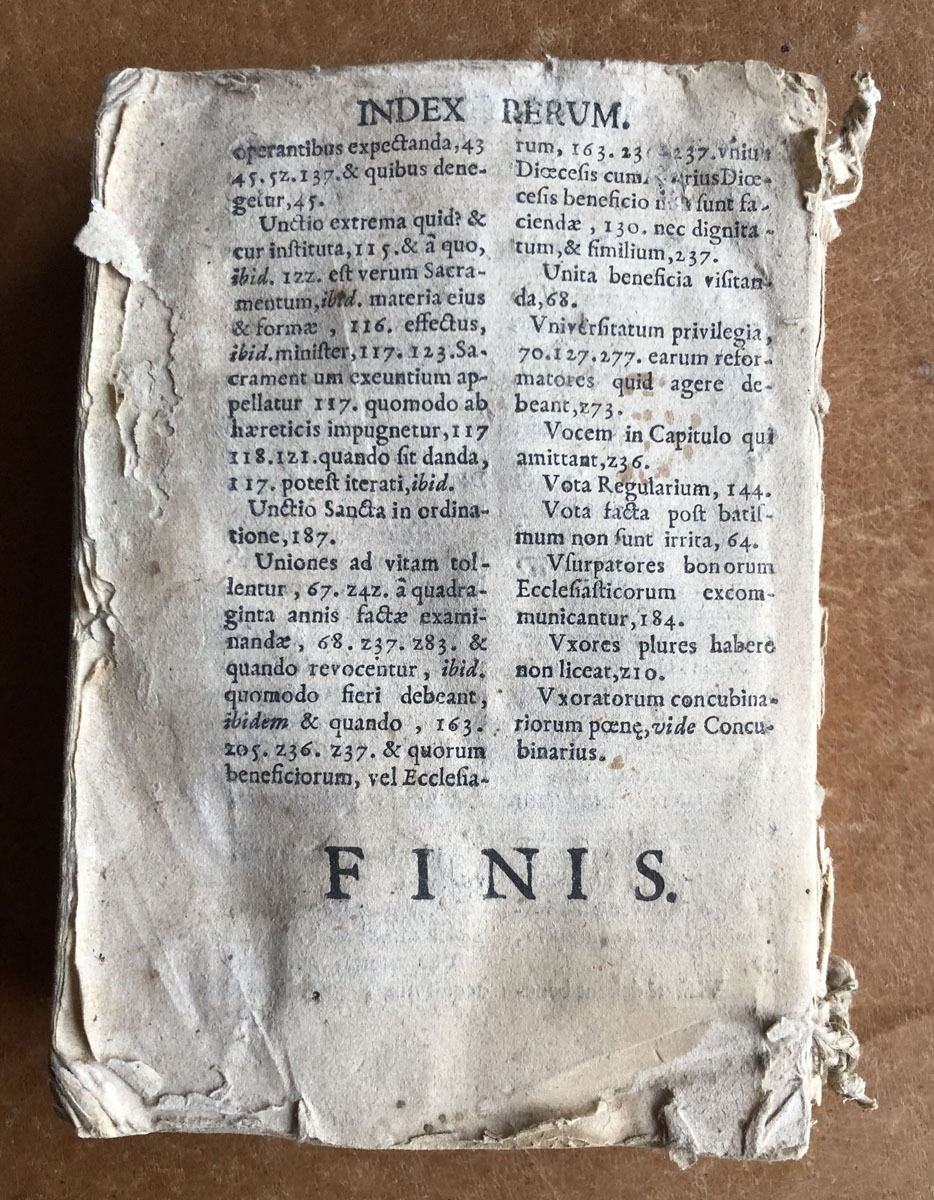 INDEX RERUM.
operantibus expectanda,43
45.52.137.& quibus dene-
getur,45.
Unctio extrema quid? &
cur inſtituta,115.& â quo,
ibid. 122. eſt verum Sacra-
mentum,ibid. materia eius
& formæ , 116. effectus,
ibid.miniſter,117.123.Sa-
crament um exeuntium ap-
pellatur 117. quomodo ab
hæreticis impugnetur,117
118.121.quando ſit danda,
117. poteſt iterati,ibid.
Unctio Sancta in ordina-
tione,187.
Uniones ad vitam tol-
lentur , 67. 242. â quadra-
ginta annis factæ exami-
nandæ , 68. 237. 283. &
quando revocentur , ibid.
quomodo fieri debeant,
ibidem & quando , 163.
205. 236. 237. & quorum
beneficiorum, vel Eccleſia-
rum, 163. 237.vnius
Diœceſis cum Diœ-
ceſis beneficio ſunt fa-
ciendæ , 130. nec dignita-
tum,& ſimilium,237.
Unita beneficia viſitan-
da,68.
Vniverſitatum privilegia,
70.127.277. earum refor-
matores quid agere de-
beant,273.
Vocem in Capitulo qui
amittant,236.
Vota Regularium, 144.
Vota facta poſt batiſ-
mum non ſunt irrita, 64.
Vſurpatores bonorum
Eccleſiaſticorum excom-
municantur,184.
Vxores plures habere
non liceat,210.
Vxoratorum concubina-
riorum pœnę,vide Concu-
binarius.
FINIS.